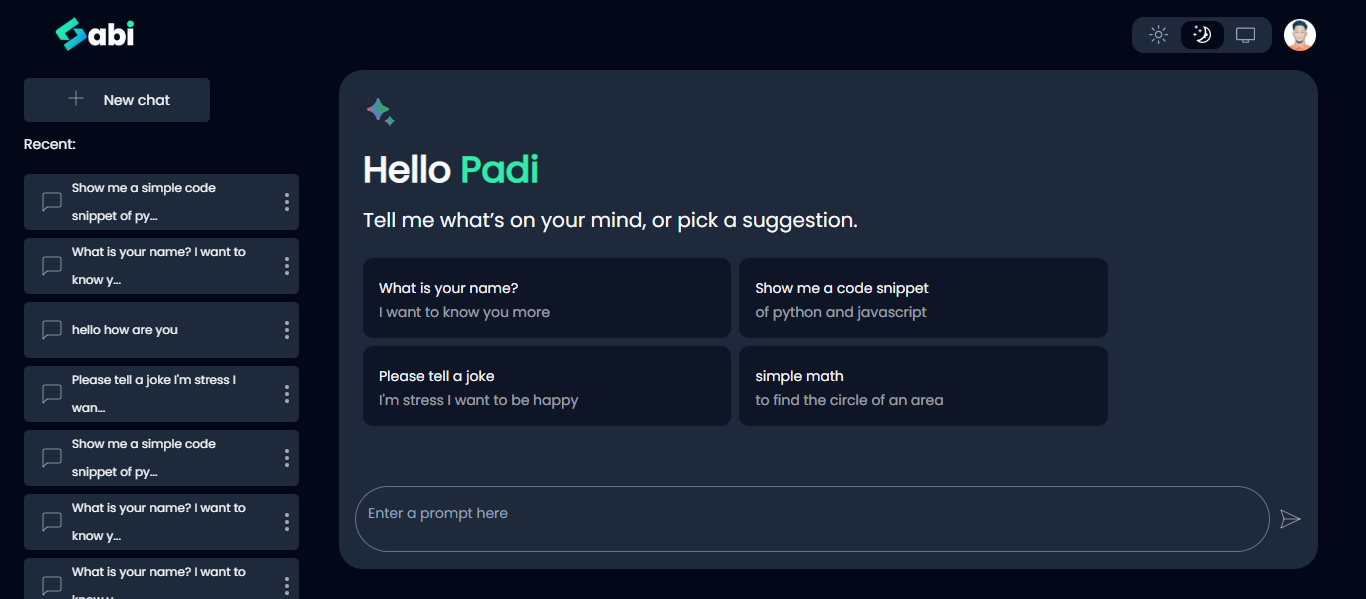 Sabi
New chat
Recent:
Show me a simple code
snippet of py...
What is your name? I want to
know y...
hello how are you
Please tell a joke I'm stress I
wan...
Show me a simple code
snippet of py...
What is your name? I want to
know y...
What is your name? I want to
know y...
Hello Padi
Tell me what's on your mind, or pick a suggestion.
What is your name?
I want to know you more
Show me a code snippet
of python and javascript
Please tell a joke
I'm stress I want to be happy
simple math
to find the circle of an area
Enter a prompt here